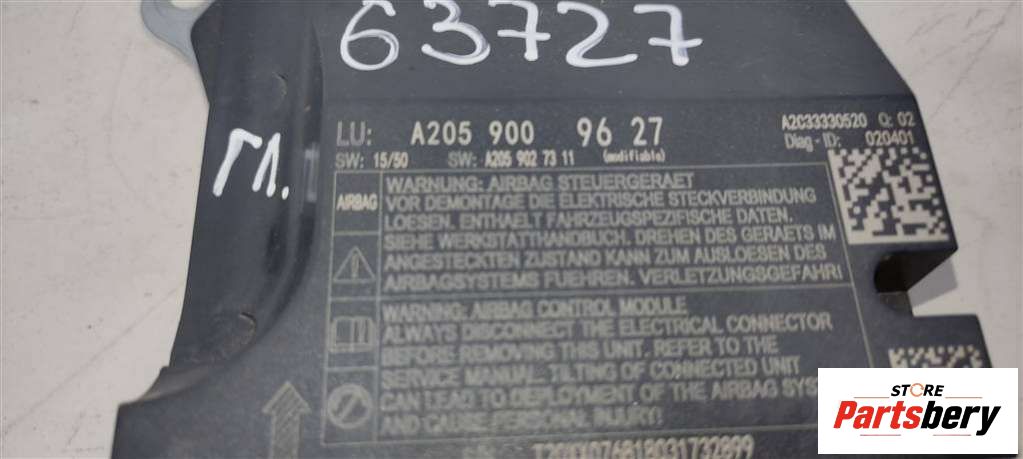 63727
ГЛ.
LU: A205 900 96 27
SW: 15/50 SW: A205 902 73 11 (modifiable)
A2C33330520 Q: 02
Diag-ID: 020401
AIRBAG
WARNUNG: AIRBAG STEUERGERAET
VOR DEMONTAGE DIE ELEKTRISCHE STECKVERBINDUNG
LOESEN. ENTHAELT FAHRZEUGSPEZIFISCHE DATEN.
SIEHE WERKSTATTHANDBUCH. DREHEN DES GERAETS IM
ANGESTECKTEN ZUSTAND KANN ZUM AUSLOESEN DES
AIRBAGSYSTEMS FUEHREN. VERLETZUNGSGEFAHR!
WARNING: AIRBAG CONTROL MODULE
ALWAYS DISCONNECT THE ELECTRICAL CONNECTOR
BEFORE REMOVING THIS UNIT. REFER TO THE
SERVICE MANUAL. TILTING OF CONNECTED UNIT
CAN LEAD TO DEPLOYMENT OF THE AIRBAG SYS
AND CAUSE PERSONAL INJURY!
STORE
Partsbery